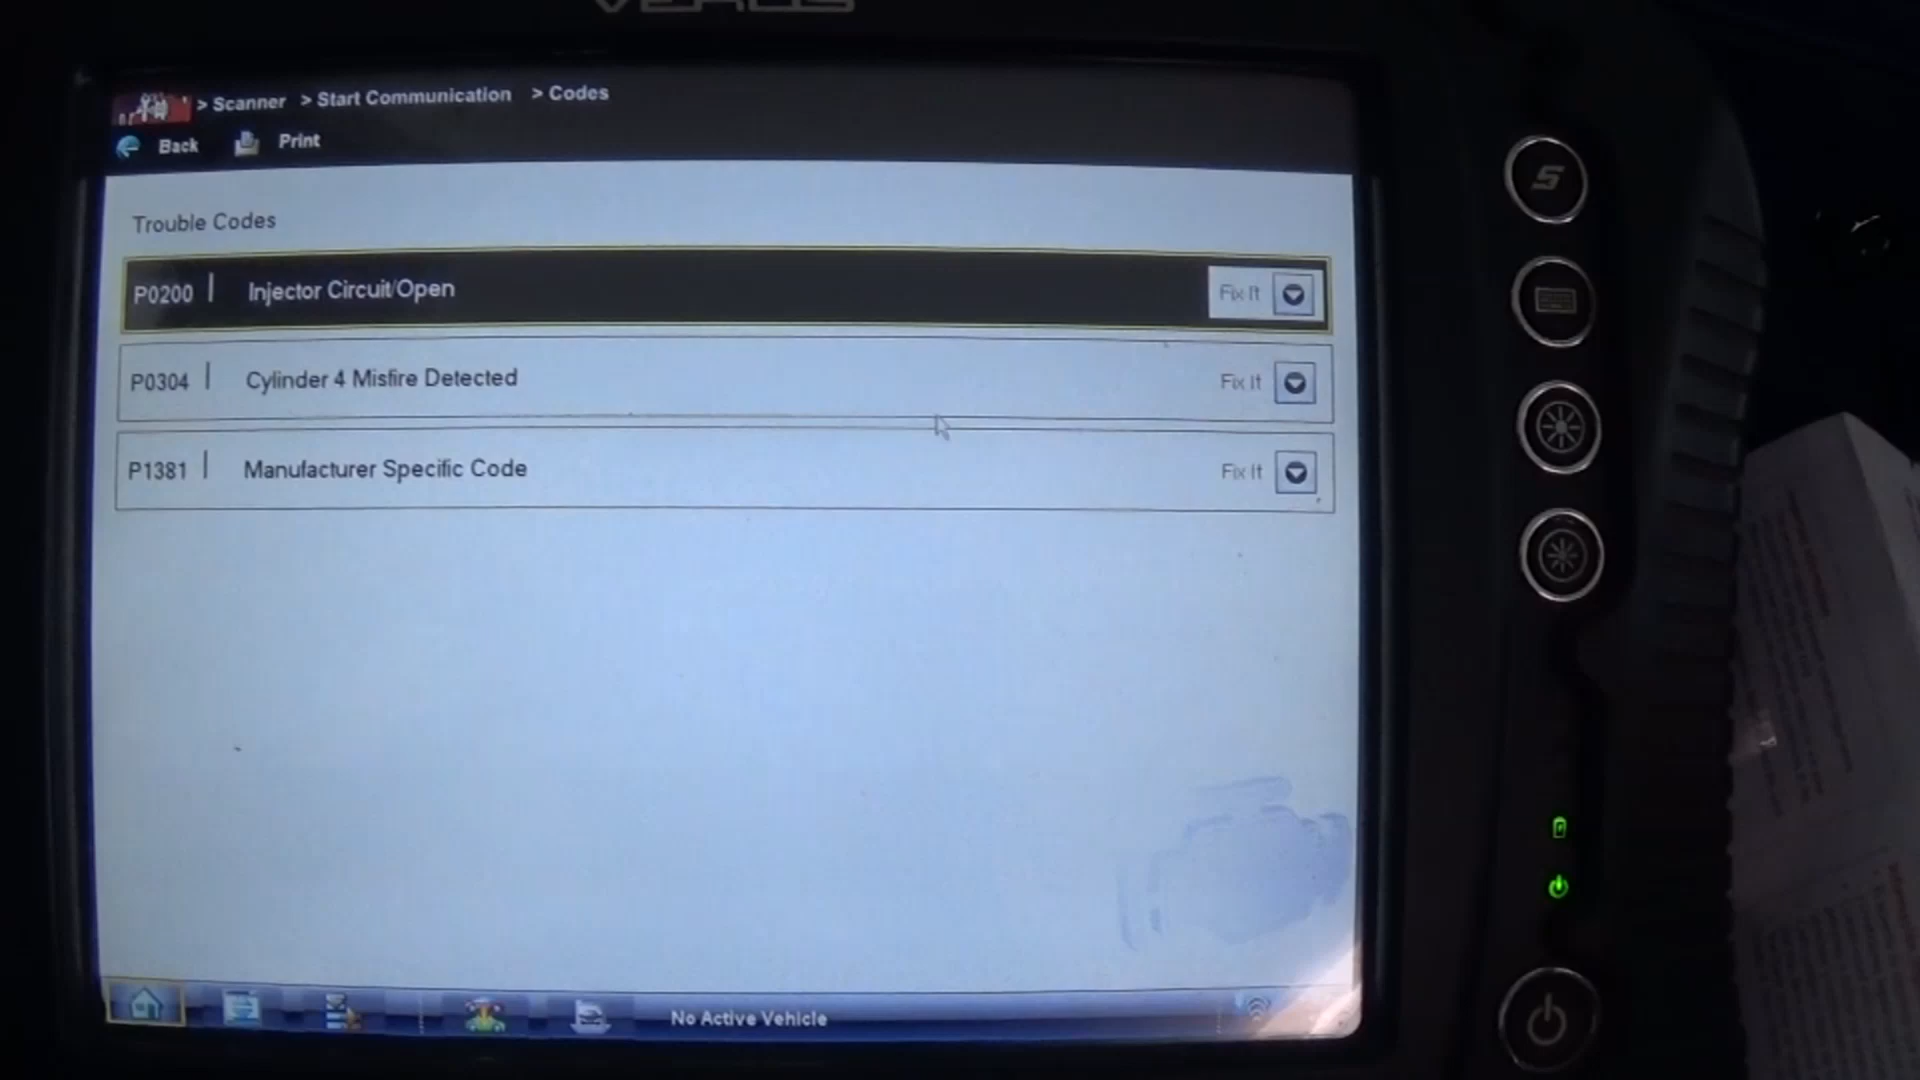 VERUS
> Scanner > Start Communication > Codes
Back Print
Trouble Codes
P0200 | Injector Circuit/Open Fix It
P0304 | Cylinder 4 Misfire Detected Fix It
P1381 | Manufacturer Specific Code Fix It
No Active Vehicle
S